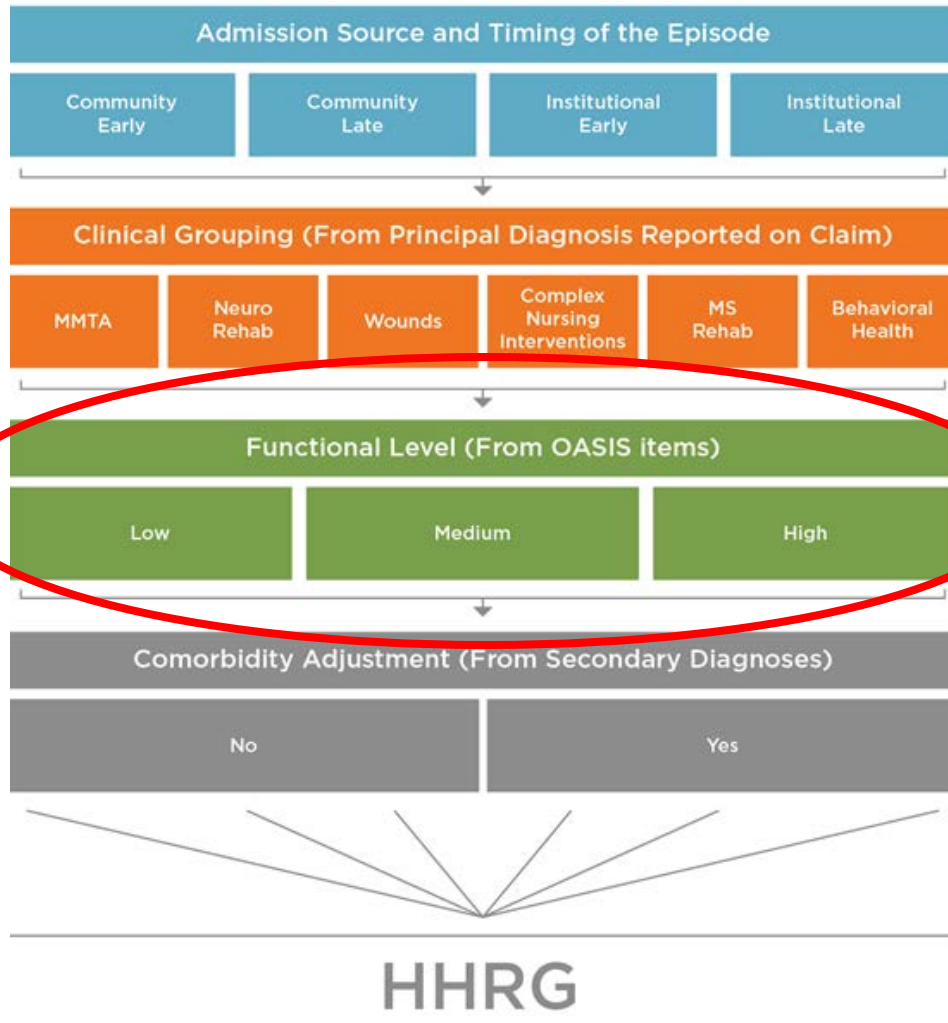 Admission Source and Timing of the Episode
Community
Early
Community
Late
Institutional
Early
Institutional
Late
Clinical Grouping (From Principal Diagnosis Reported on Claim)
MMTA
Neuro
Rehab
Wounds
Complex
Nursing
Interventions
MS
Rehab
Behavioral
Health
Functional Level (From OASIS items)
Low
Medium
High
Comorbidity Adjustment (From Secondary Diagnoses)
No
Yes
HHRG